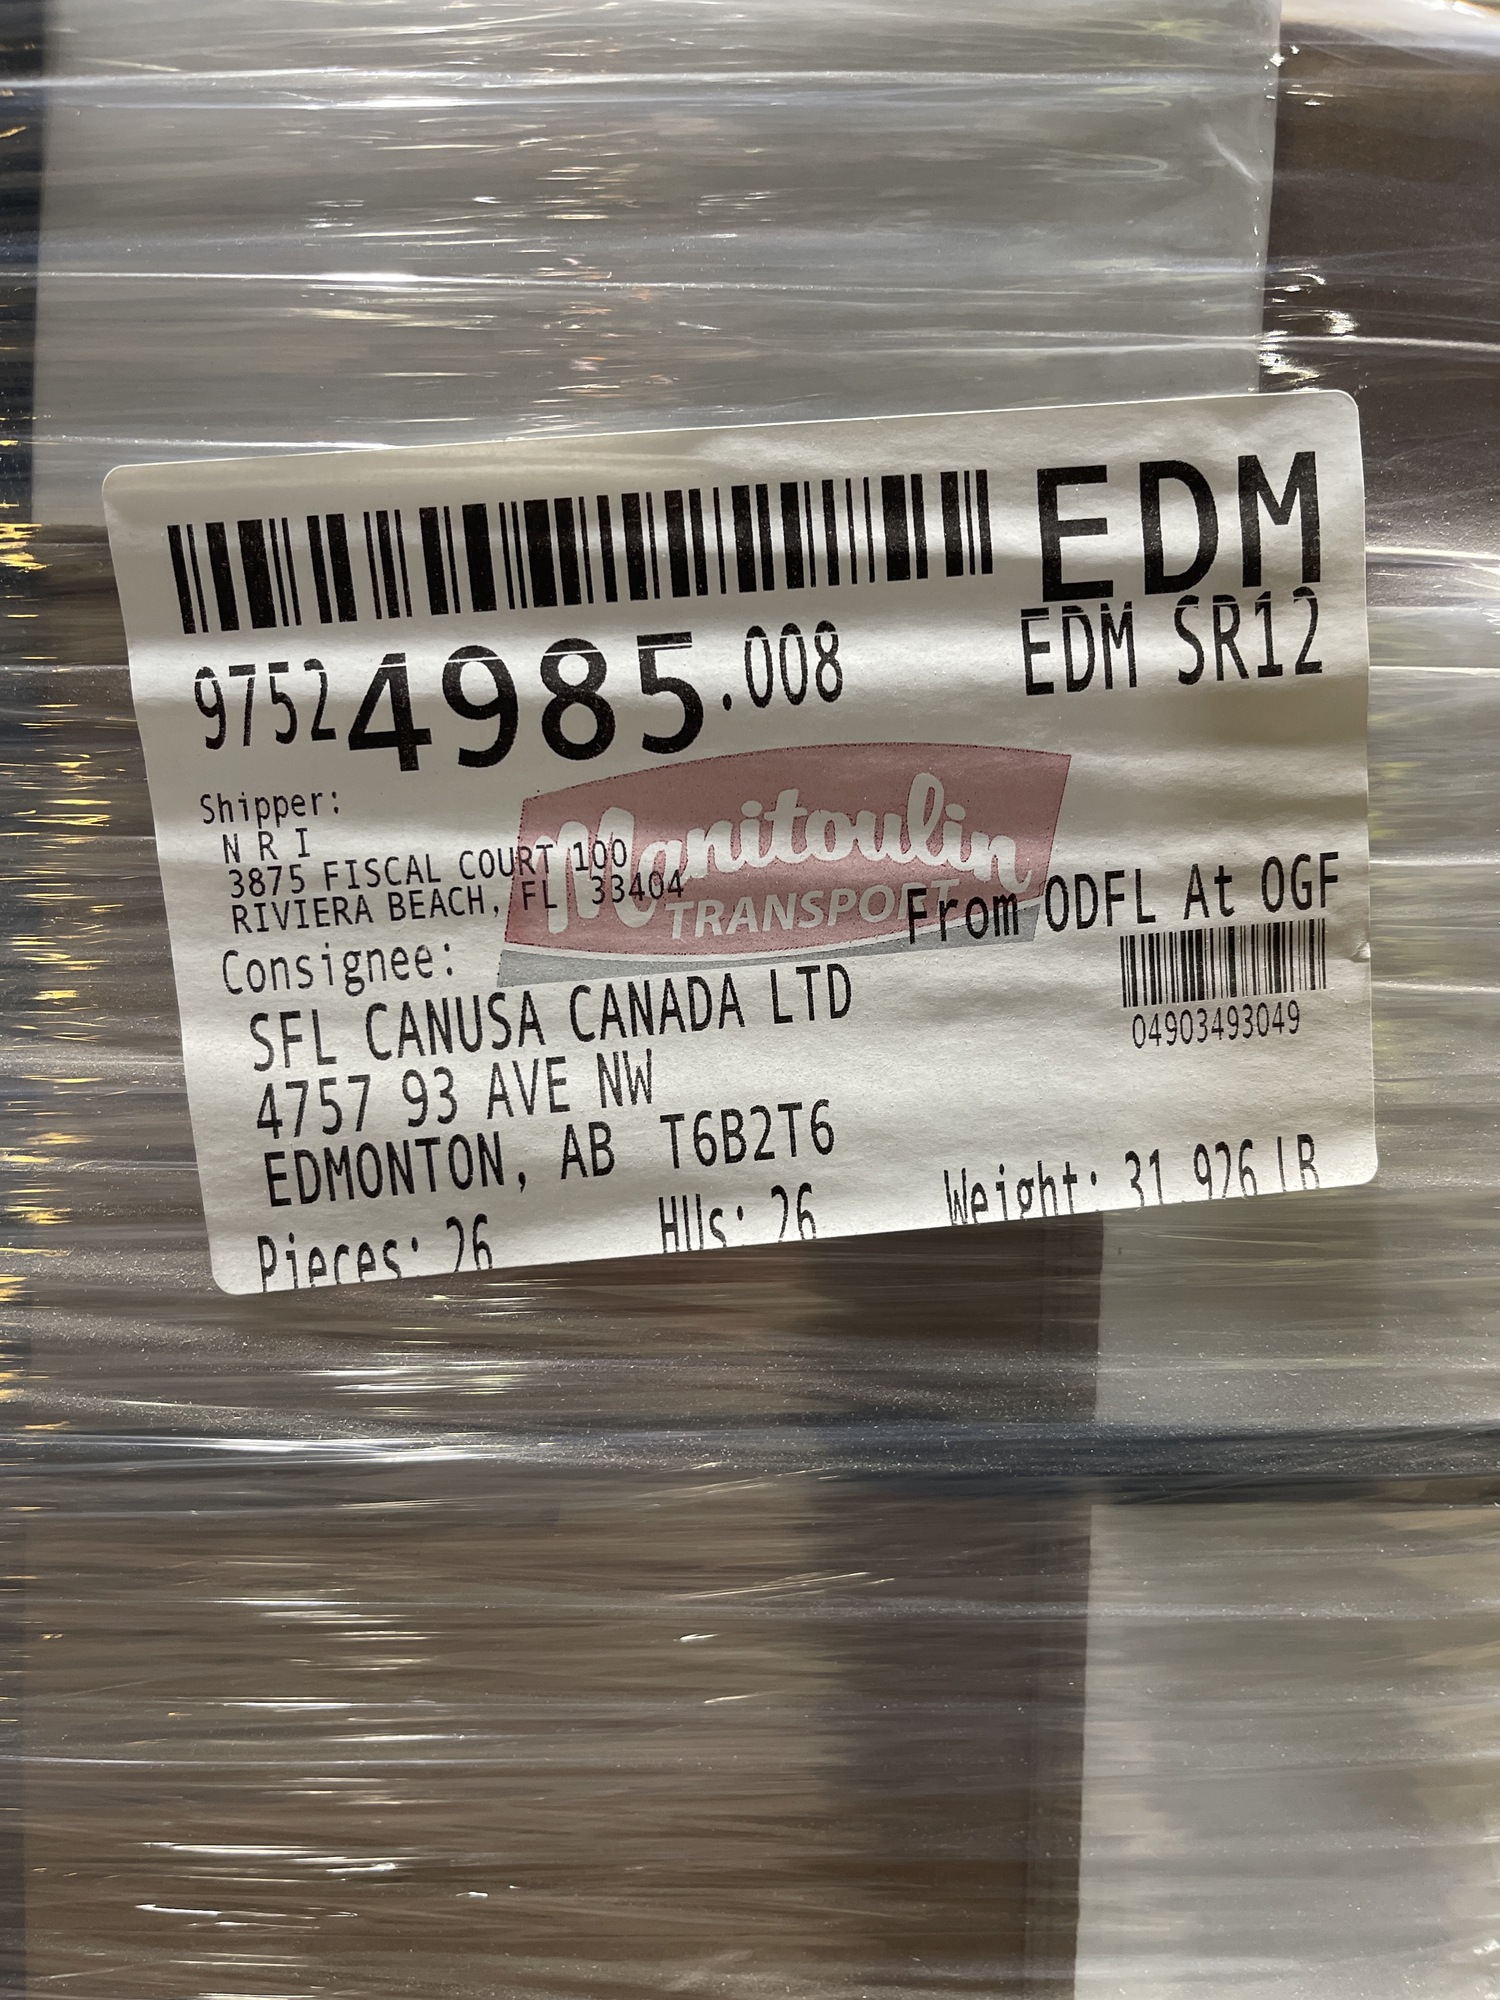 EDM
97524985.008
EDM SR12
Manitoulin
TRANSPORT
Shipper:
N R I
3875 FISCAL COURT 100
RIVIERA BEACH, FL 33404
From ODFL At OGF
04903493049
Consignee:
SFL CANUSA CANADA LTD
4757 93 AVE NW
EDMONTON, AB T6B2T6
Pieces: 26 HUs: 26 Weight: 31,926 LB